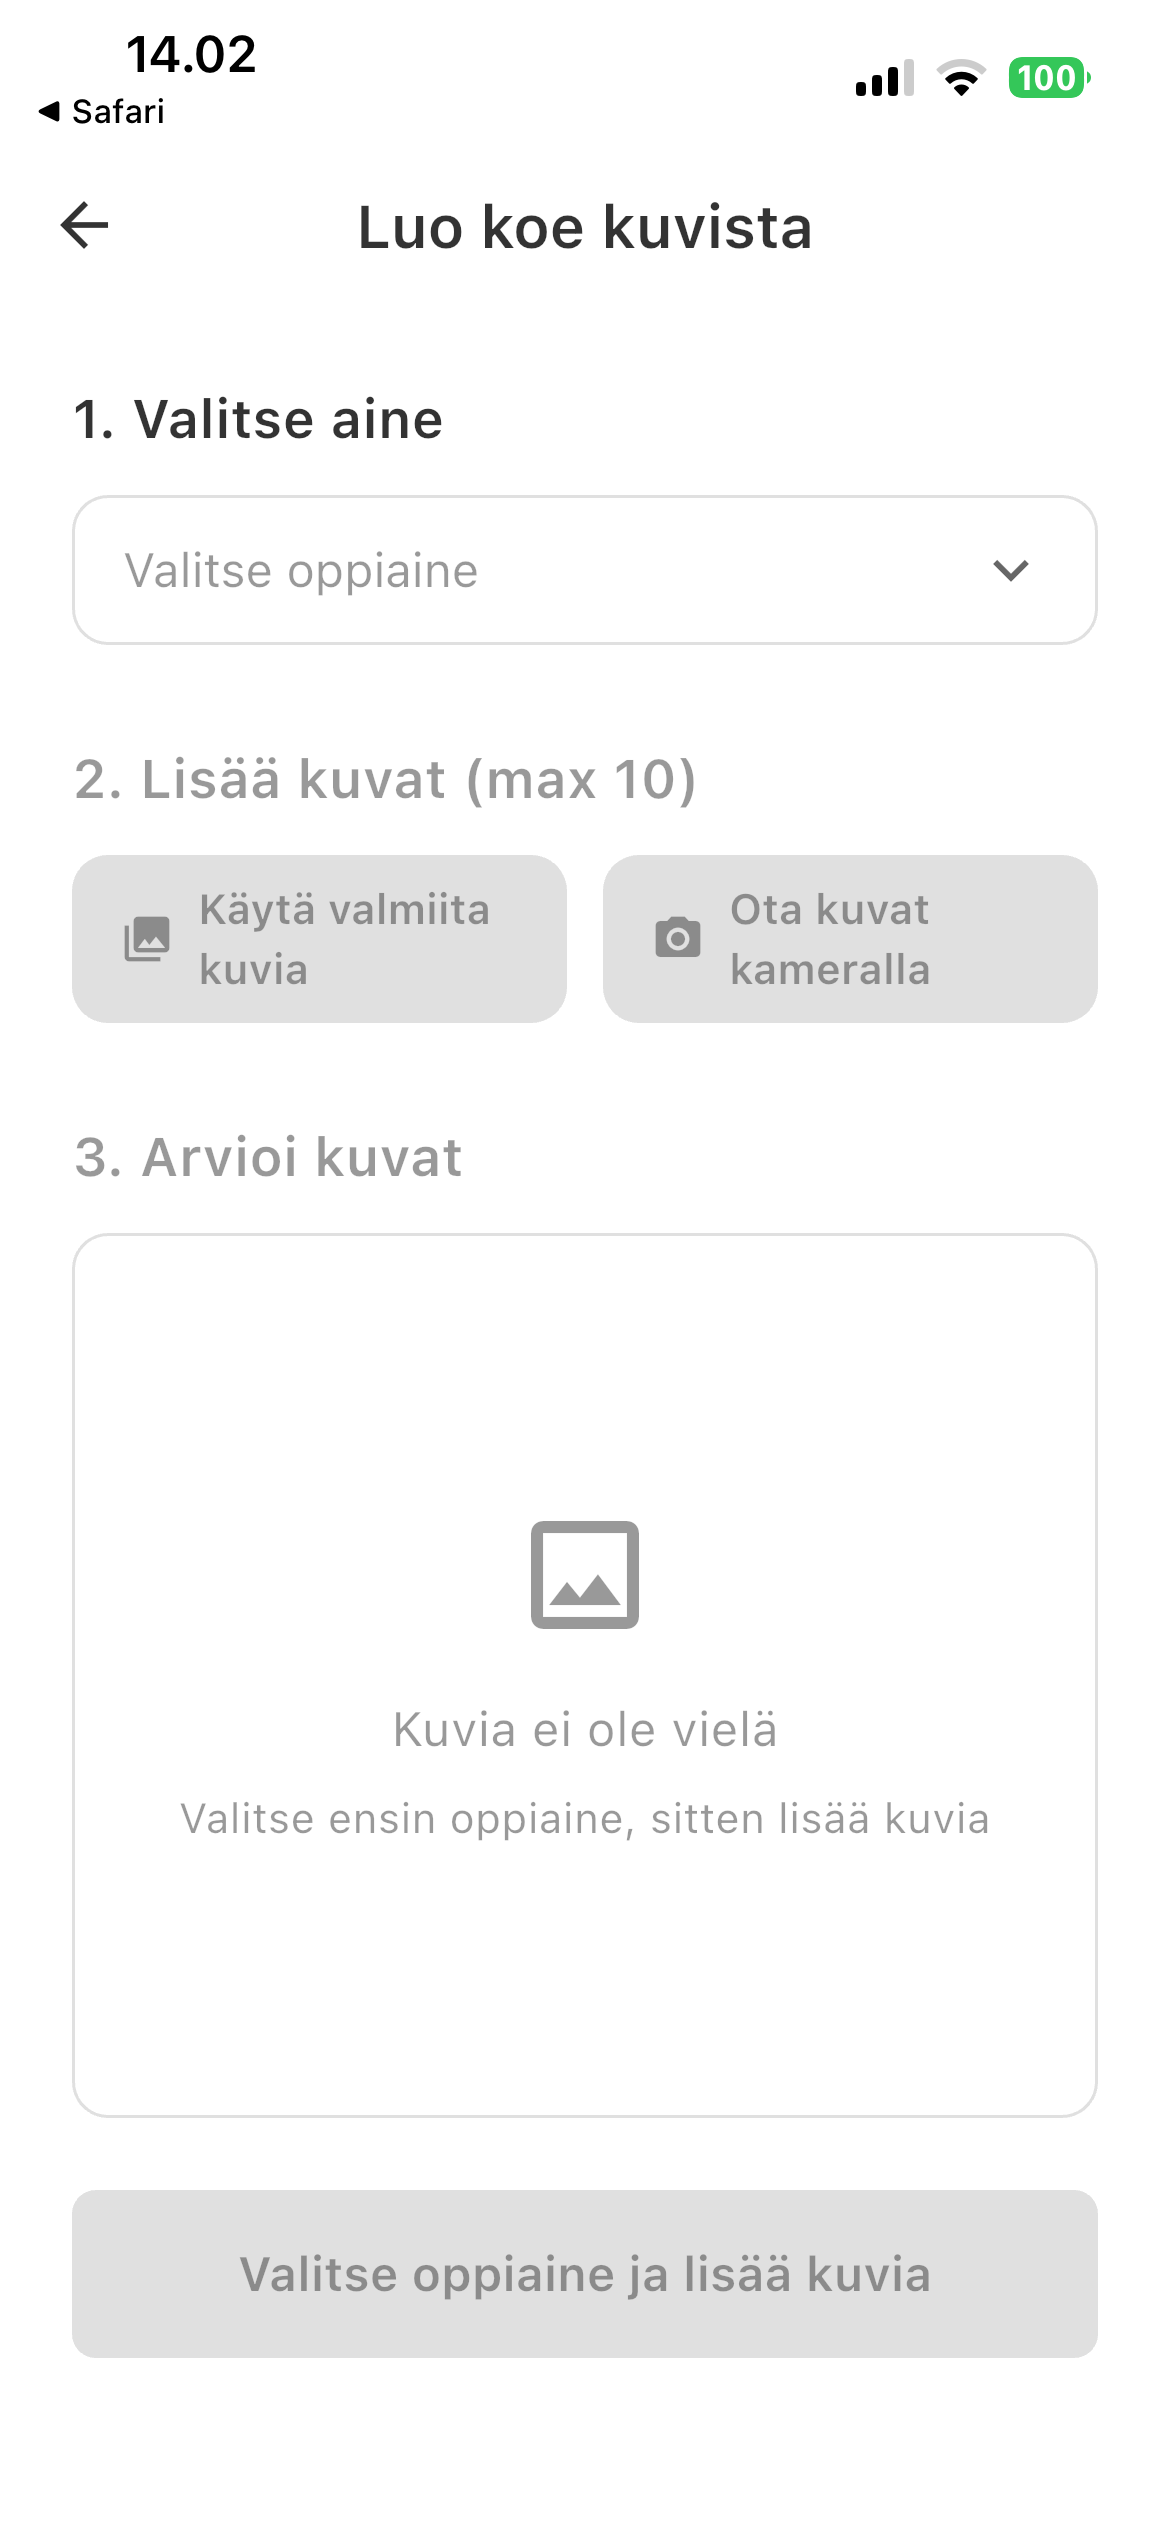 14.02
Safari
100
Luo koe kuvista
1. Valitse aine
Valitse oppiaine
2. Lisää kuvat (max 10)
Käytä valmiita
kuvia
Ota kuvat
kameralla
3. Arvioi kuvat
Kuvia ei ole vielä
Valitse ensin oppiaine, sitten lisää kuvia
Valitse oppiaine ja lisää kuvia